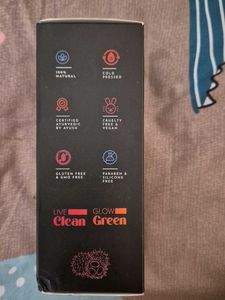 100%
NATURAL
COLD
PRESSED
CERTIFIED
AYURVEDIC
BY AYUSH
CRUELTY
FREE &
VEGAN
GLUTEN FREE
& GMO FREE
PARABEN &
SILICONE
FREE
LIVE
Clean
GLOW
Green